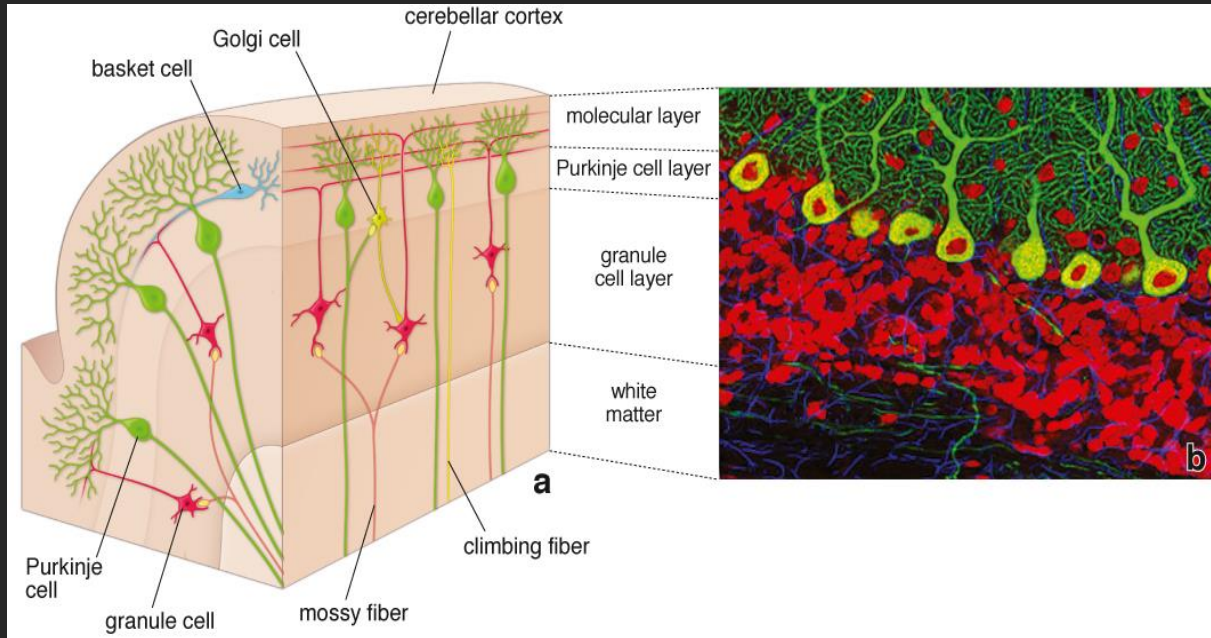 cerebellar cortex
Golgi cell
basket cell
molecular layer
Purkinje cell layer
granule
cell layer
white
matter
b
a
climbing fiber
Purkinje
cell
mossy fiber
granule cell